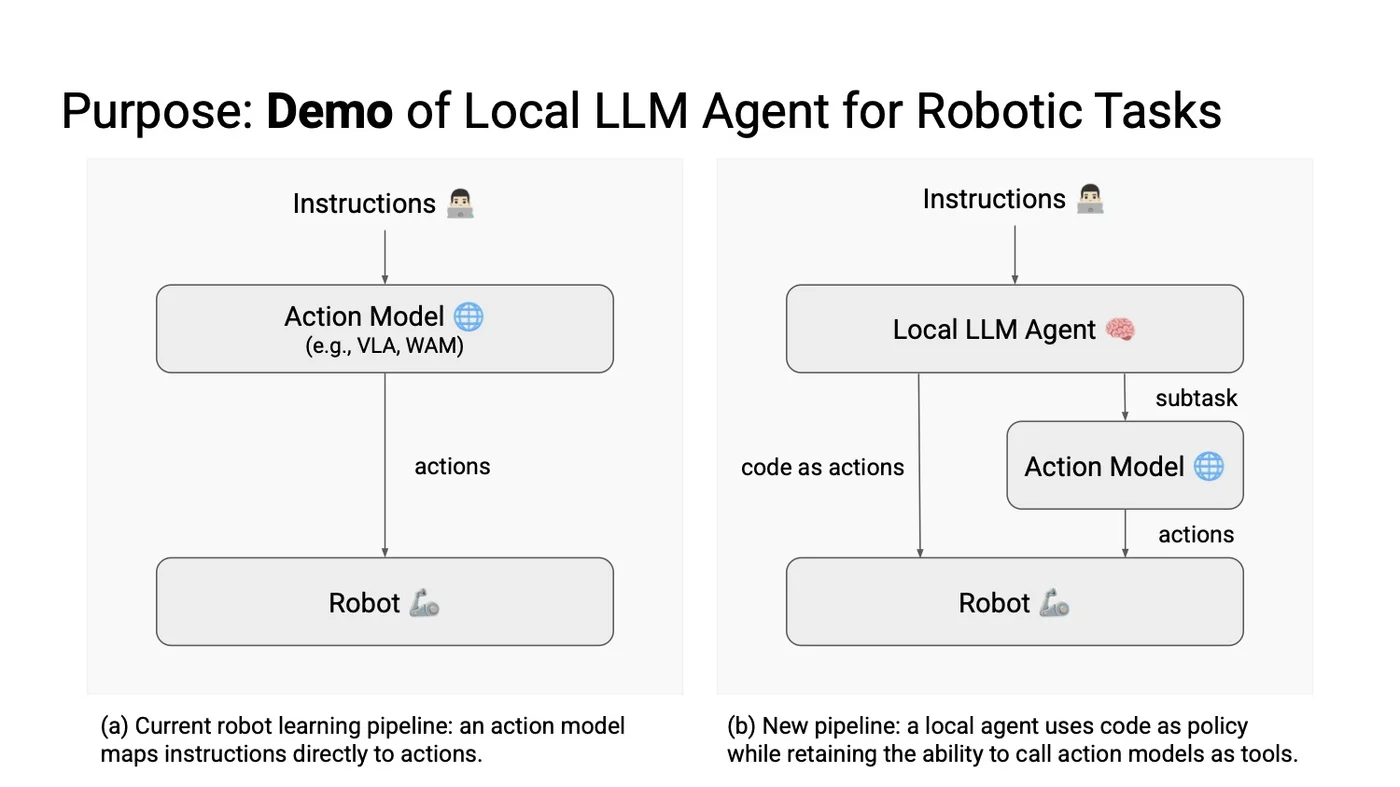 Purpose: Demo of Local LLM Agent for Robotic Tasks
Instructions
Action Model
(e.g., VLA, WAM)
actions
Robot
(a) Current robot learning pipeline: an action model
maps instructions directly to actions.
Instructions
Local LLM Agent
subtask
code as actions
Action Model
actions
Robot
(b) New pipeline: a local agent uses code as policy
while retaining the ability to call action models as tools.